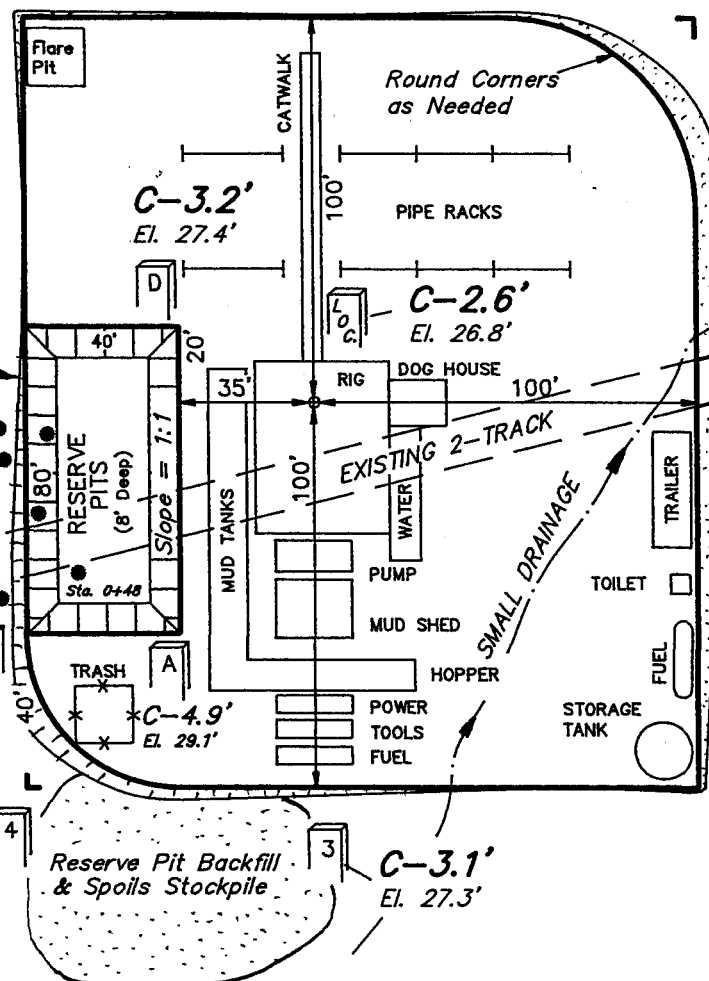 Flare
Pit
CATWALK
Round Corners
as Needed
C-3.2'
El. 27.4'
100'
PIPE RACKS
D
LOC.
C-2.6'
El. 26.8'
40'
20'
35'
RIG
DOG HOUSE
100'
80'
RESERVE
PITS
(8' Deep)
Slope = 1:1
MUD TANKS
100'
EXISTING 2-TRACK
WATER
TRAILER
PUMP
SMALL DRAINAGE
TOILET
Sta. 0+48
MUD SHED
FUEL
TRASH
A
HOPPER
40'
C-4.9'
El. 29.1'
POWER
TOOLS
FUEL
STORAGE
TANK
4
Reserve Pit Backfill
& Spoils Stockpile
3
C-3.1'
El. 27.3'